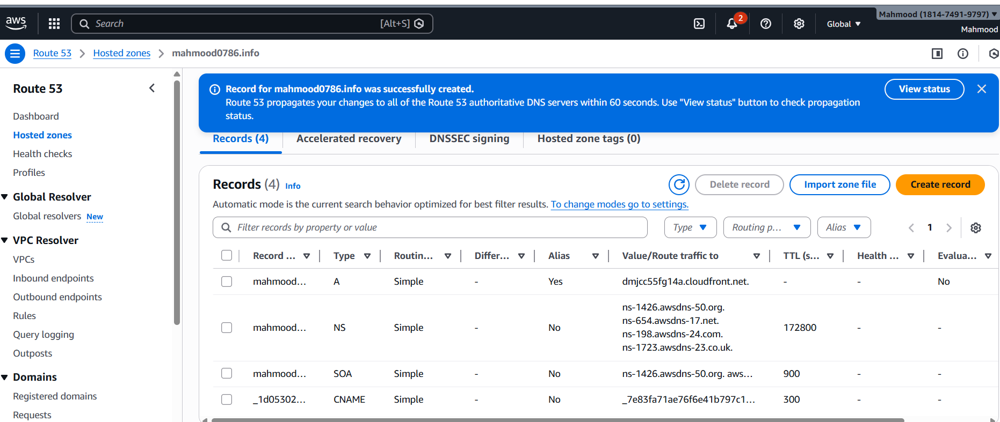 aws
Search
[Alt+S]
2
Global
Mahmood (1814-7491-9797)
Mahmood
Route 53
Hosted zones
mahmood0786.info
Route 53
Dashboard
Hosted zones
Health checks
Profiles
Global Resolver
Global resolvers New
VPC Resolver
VPCs
Inbound endpoints
Outbound endpoints
Rules
Query logging
Outposts
Domains
Registered domains
Requests
Record for mahmood0786.info was successfully created.
Route 53 propagates your changes to all of the Route 53 authoritative DNS servers within 60 seconds. Use "View status" button to check propagation
status.
View status
Records (4)
Accelerated recovery
DNSSEC signing
Hosted zone tags (0)
Records (4) Info
Delete record
Import zone file
Create record
Automatic mode is the current search behavior optimized for best filter results. To change modes go to settings.
Filter records by property or value
Type
Routing p...
Alias
1
Record ... Type Routin... Differ... Alias Value/Route traffic to TTL (s... Health ... Evalua...
mahmood... A Simple - Yes dmjcc55fg14a.cloudfront.net. - - No
mahmood... NS Simple - No
ns-1426.awsdns-50.org.
ns-654.awsdns-17.net.
ns-198.awsdns-24.com.
ns-1723.awsdns-23.co.uk.
172800 - -
mahmood... SOA Simple - No ns-1426.awsdns-50.org. aws... 900 - -
_1d05302... CNAME Simple - No _7e83fa71ae76f6e41b797c1... 300 - -